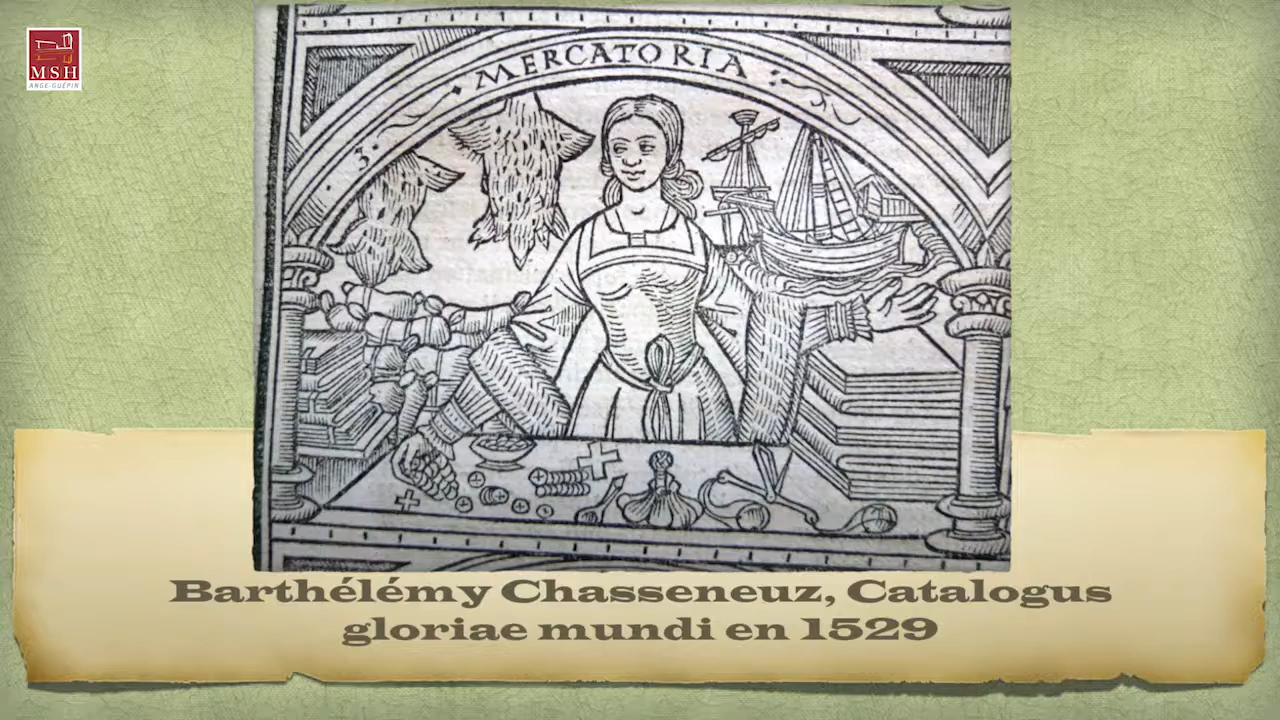 MSH
ANGE-GUÉPIN
3. MERCATORIA
Barthélémy Chasseneuz, Catalogus
gloriae mundi en 1529